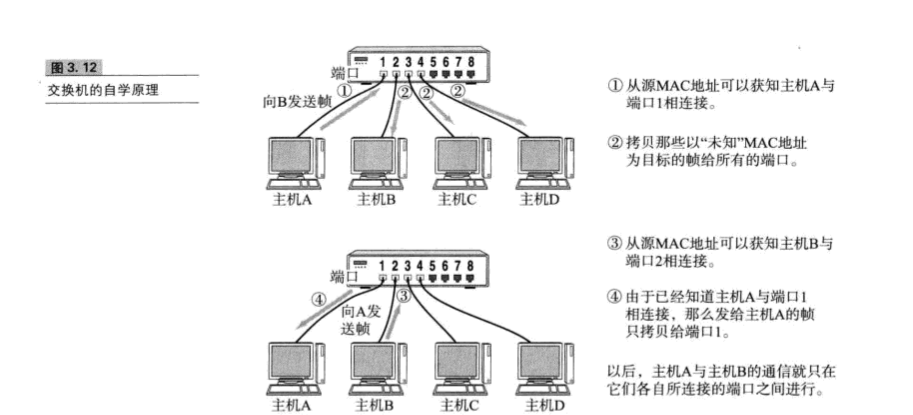 图 3. 12
交换机的自学原理
端口
1 2 3 4 5 6 7 8
①
②
②
②
向B发送帧
主机A
主机B
主机C
主机D
①从源MAC地址可以获知主机A与
端口1相连接。
②拷贝那些以“未知”MAC地址
为目标的帧给所有的端口。
端口
1 2 3 4 5 6 7 8
④
③
向A发
送帧
主机A
主机B
主机C
主机D
③从源MAC地址可以获知主机B与
端口2相连接。
④由于已经知道主机A与端口1
相连接，那么发给主机A的帧
只拷贝给端口1。
以后，主机A与主机B的通信就只在
它们各自所连接的端口之间进行。